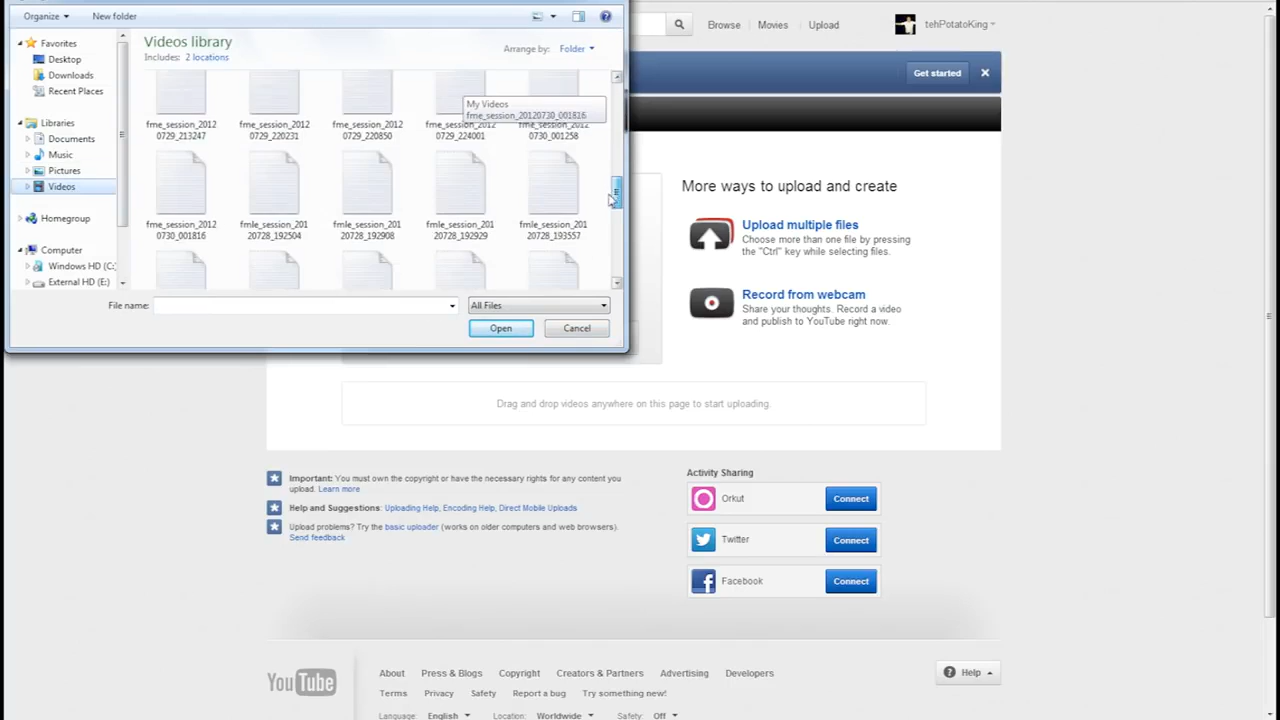 Organize
New folder
Favorites
Desktop
Downloads
Recent Places
Libraries
Documents
Music
Pictures
Videos
Homegroup
Computer
Windows HD (C:
External HD (E:)
Videos library
Includes: 2 locations
Arrange by: Folder
My Videos
fme_session_20120730_001816
fme_session_2012
0729_213247
fme_session_2012
0729_220231
fme_session_2012
0729_220850
fme_session_2012
0729_224001
fme_session_2012
0730_001258
fme_session_2012
0730_001816
fmle_session_201
20728_192504
fmle_session_201
20728_192908
fmle_session_201
20728_192929
fmle_session_201
20728_193557
File name:
All Files
Open
Cancel
Browse
Movies
Upload
tehPotatoKing
Get started
More ways to upload and create
Upload multiple files
Choose more than one file by pressing
the "Ctrl" key while selecting files.
Record from webcam
Share your thoughts. Record a video
and publish to YouTube right now.
Drag and drop videos anywhere on this page to start uploading.
Important: You must own the copyright or have the necessary rights for any content you
upload. Learn more
Help and Suggestions: Uploading Help, Encoding Help, Direct Mobile Uploads
Upload problems? Try the basic uploader (works on older computers and web browsers).
Send feedback
Activity Sharing
Orkut
Connect
Twitter
Connect
Facebook
Connect
YouTube
About
Press & Blogs
Copyright
Creators & Partners
Advertising
Developers
Help
Terms
Privacy
Safety
Report a bug
Try something new!
Language: English
Location: Worldwide
Safety: Off